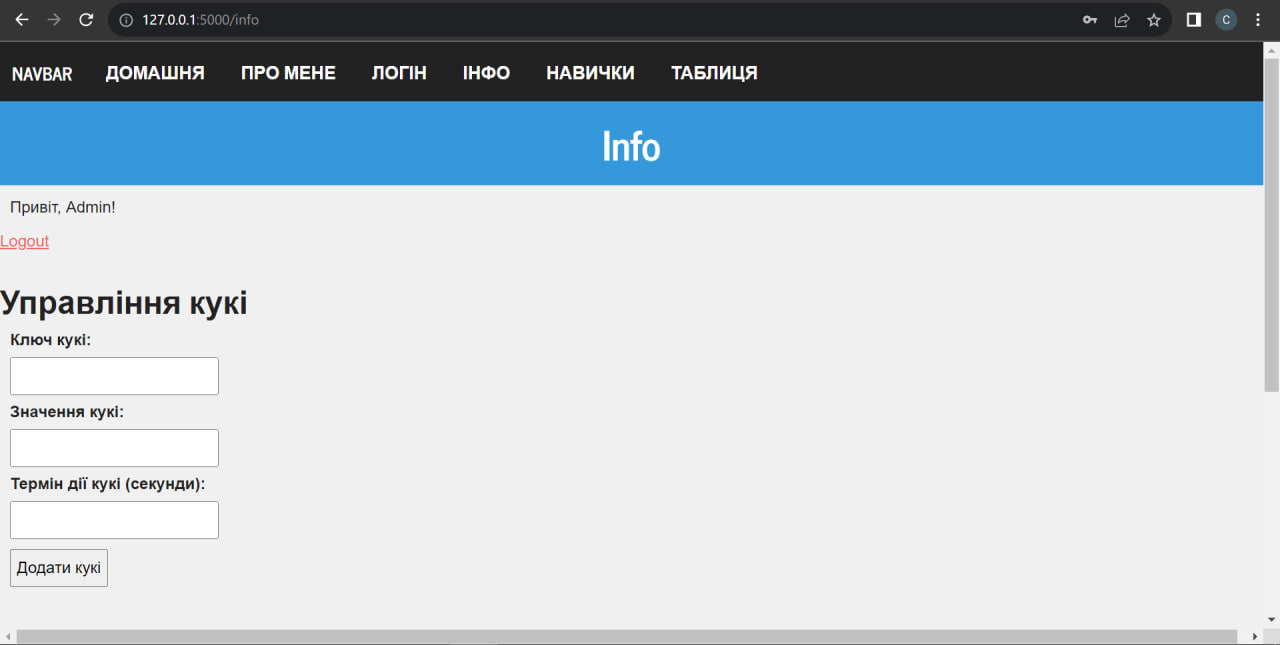 127.0.0.1:5000/info
C
NAVBAR ДОМАШНЯ ПРО МЕНЕ ЛОГІН ІНФО НАВИЧКИ ТАБЛИЦЯ
Info
Привіт, Admin!
Logout
Управління кукі
Ключ кукі:
Значення кукі:
Термін дії кукі (секунди):
Додати кукі